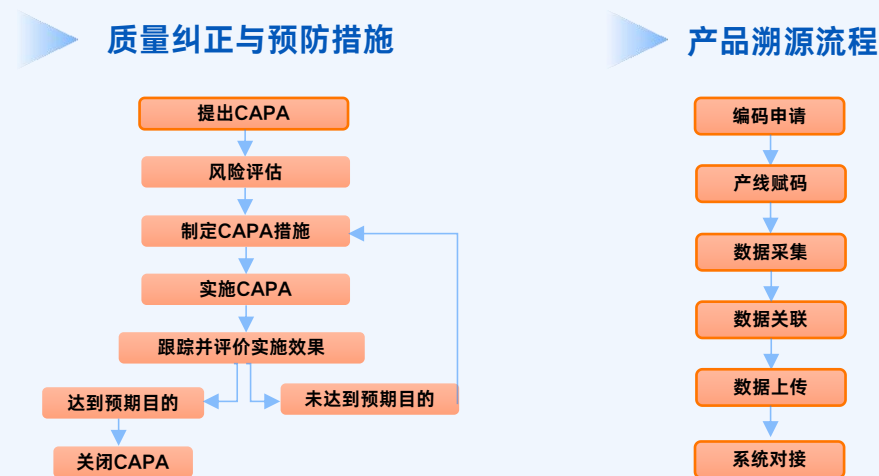 质量纠正与预防措施
提出CAPA
风险评估
制定CAPA措施
实施CAPA
跟踪并评价实施效果
达到预期目的
未达到预期目的
关闭CAPA
产品溯源流程
编码申请
产线赋码
数据采集
数据关联
数据上传
系统对接